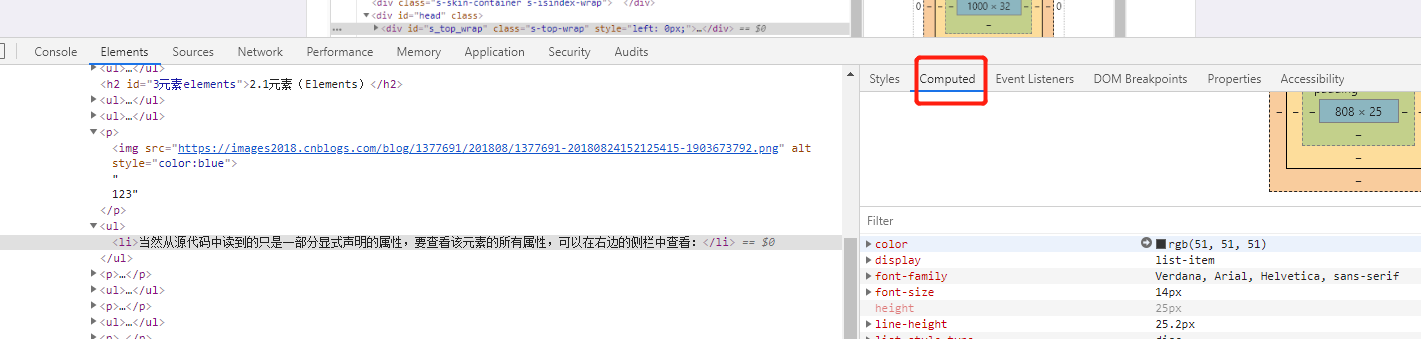 <div class="s-skin-container s-isindex-wrap"> </div>
▼<div id="head" class>
… ▶<div id="s_top_wrap" class="s-top-wrap" style="left: 0px;">…</div> == $0
0 – – 1000 × 32 – – 0
–
Console Elements Sources Network Performance Memory Application Security Audits
▶<ul>…</ul>
<h2 id="3元素elements">2.1元素（Elements）</h2>
▶<ul>…</ul>
▶<ul>…</ul>
▼<p>
<img src="https://images2018.cnblogs.com/blog/1377691/201808/1377691-20180824152125415-1903673792.png" alt
style="color:blue">
"
123"
</p>
▼<ul>
<li>当然从源代码中读到的只是一部分显式声明的属性，要查看该元素的所有属性，可以在右边的侧栏中查看：</li> == $0
</ul>
▶<p>…</p>
▶<ul>…</ul>
▶<p>…</p>
▶<ul>…</ul>
▶<p>…</p>
Styles Computed Event Listeners DOM Breakpoints Properties Accessibility
padding
– – – 808 × 25 – –
–
–
–
Filter
color rgb(51, 51, 51)
display list-item
font-family Verdana, Arial, Helvetica, sans-serif
font-size 14px
height 25px
line-height 25.2px
list-style-type disc